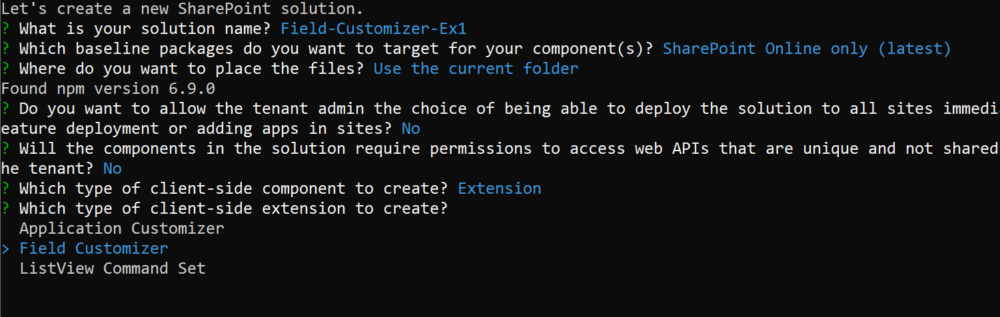 Let's create a new SharePoint solution.
? What is your solution name? Field-Customizer-Ex1
? Which baseline packages do you want to target for your component(s)? SharePoint Online only (latest)
? Where do you want to place the files? Use the current folder
Found npm version 6.9.0
? Do you want to allow the tenant admin the choice of being able to deploy the solution to all sites immedi
eature deployment or adding apps in sites? No
? Will the components in the solution require permissions to access web APIs that are unique and not shared
he tenant? No
? Which type of client-side component to create? Extension
? Which type of client-side extension to create?
Application Customizer
> Field Customizer
ListView Command Set